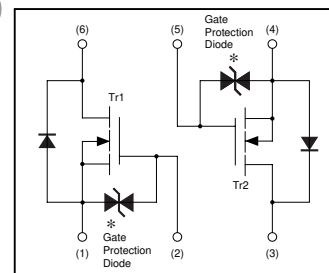 (6)
(5)
Gate
Protection
Diode
(4)
*
Tr1
Tr2
*
(1)
Gate
Protection
Diode
(2)
(3)